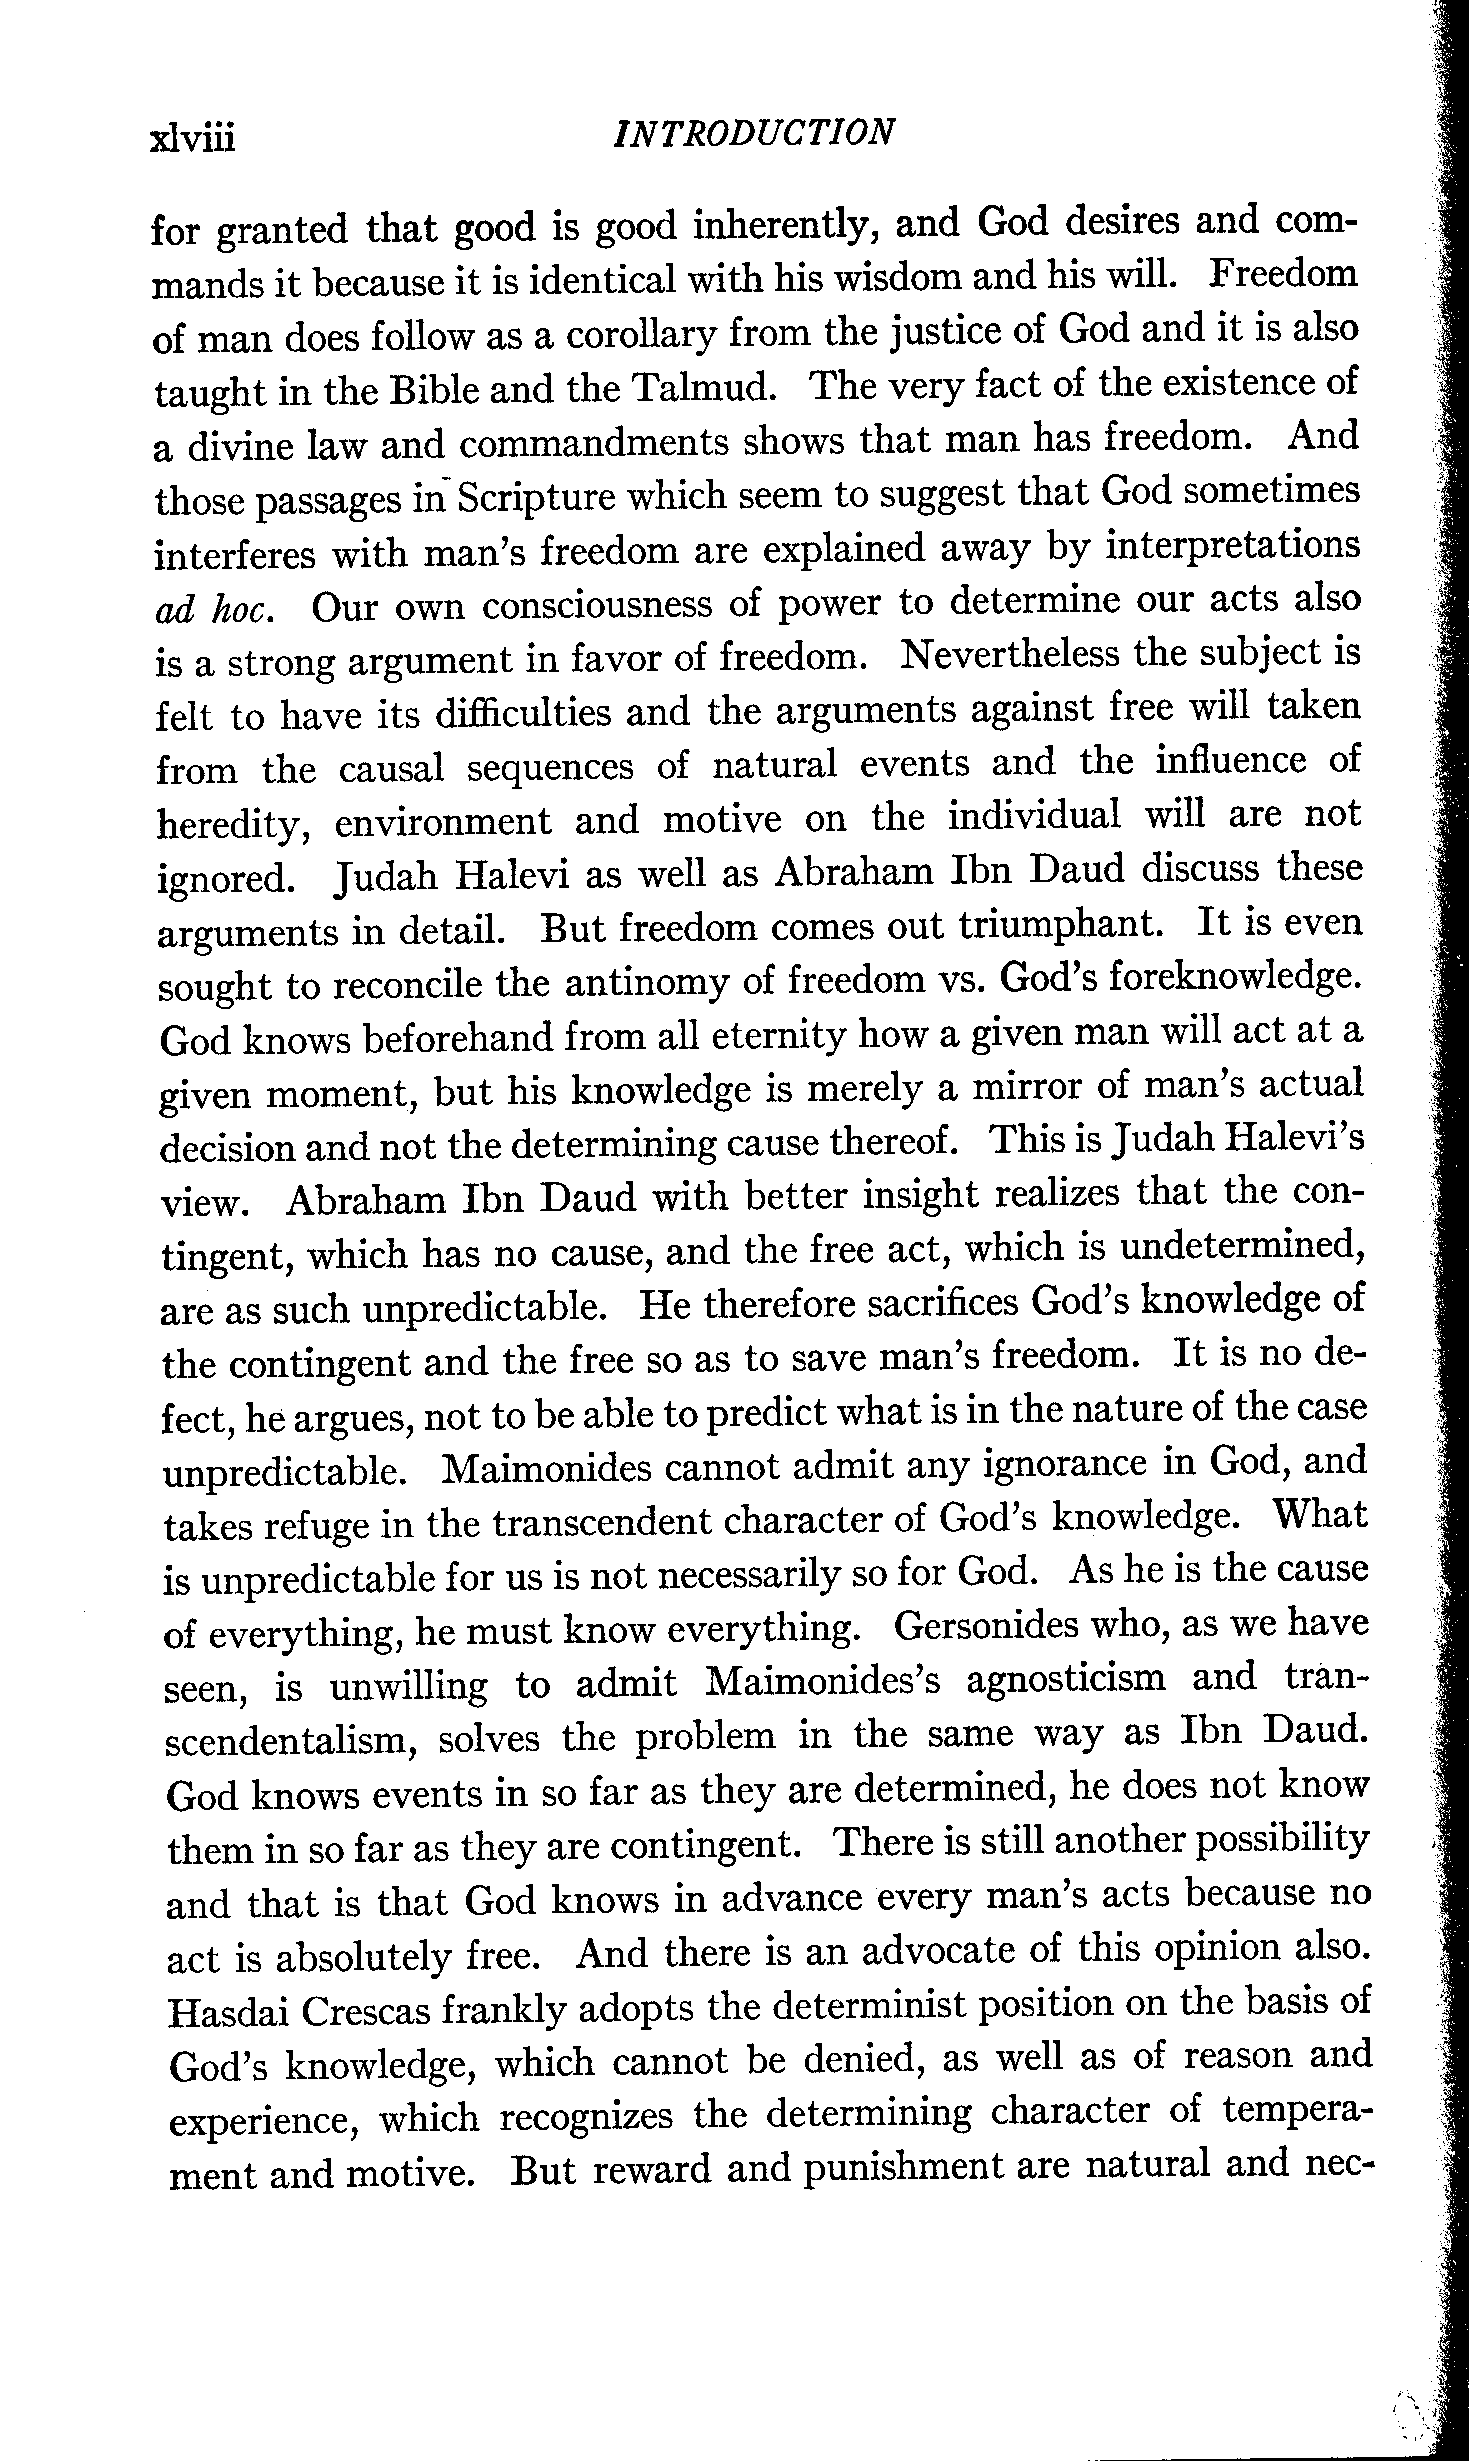 xlviii INTRODUCTION
for granted that good is good inherently, and God desires and com-
mands it because it is identical with his wisdom and his will. Freedom
of man does follow as a corollary from the justice of God and it is also
taught in the Bible and the Talmud. The very fact of the existence of
a divine law and commandments shows that man has freedom. And
those passages in Scripture which seem to suggest that God sometimes
interferes with man's freedom are explained away by interpretations
ad hoc. Our own consciousness of power to determine our acts also
is a strong argument in favor of freedom. Nevertheless the subject is
felt to have its difficulties and the arguments against free will taken
from the causal sequences of natural events and the influence of
heredity, environment and motive on the individual will are not
ignored. Judah Halevi as well as Abraham Ibn Daud discuss these
arguments in detail. But freedom comes out triumphant. It is even
sought to reconcile the antinomy of freedom vs. God's foreknowledge.
God knows beforehand from all eternity how a given man will act at a
given moment, but his knowledge is merely a mirror of man's actual
decision and not the determining cause thereof. This is Judah Halevi's
view. Abraham Ibn Daud with better insight realizes that the con-
tingent, which has no cause, and the free act, which is undetermined,
are as such unpredictable. He therefore sacrifices God's knowledge of
the contingent and the free so as to save man's freedom. It is no de-
fect, he argues, not to be able to predict what is in the nature of the case
unpredictable. Maimonides cannot admit any ignorance in God, and
takes refuge in the transcendent character of God's knowledge. What
is unpredictable for us is not necessarily so for God. As he is the cause
of everything, he must know everything. Gersonides who, as we have
seen, is unwilling to admit Maimonides's agnosticism and tran-
scendentalism, solves the problem in the same way as Ibn Daud.
God knows events in so far as they are determined, he does not know
them in so far as they are contingent. There is still another possibility
and that is that God knows in advance every man's acts because no
act is absolutely free. And there is an advocate of this opinion also.
Hasdai Crescas frankly adopts the determinist position on the basis of
God's knowledge, which cannot be denied, as well as of reason and
experience, which recognizes the determining character of tempera-
ment and motive. But reward and punishment are natural and nec-